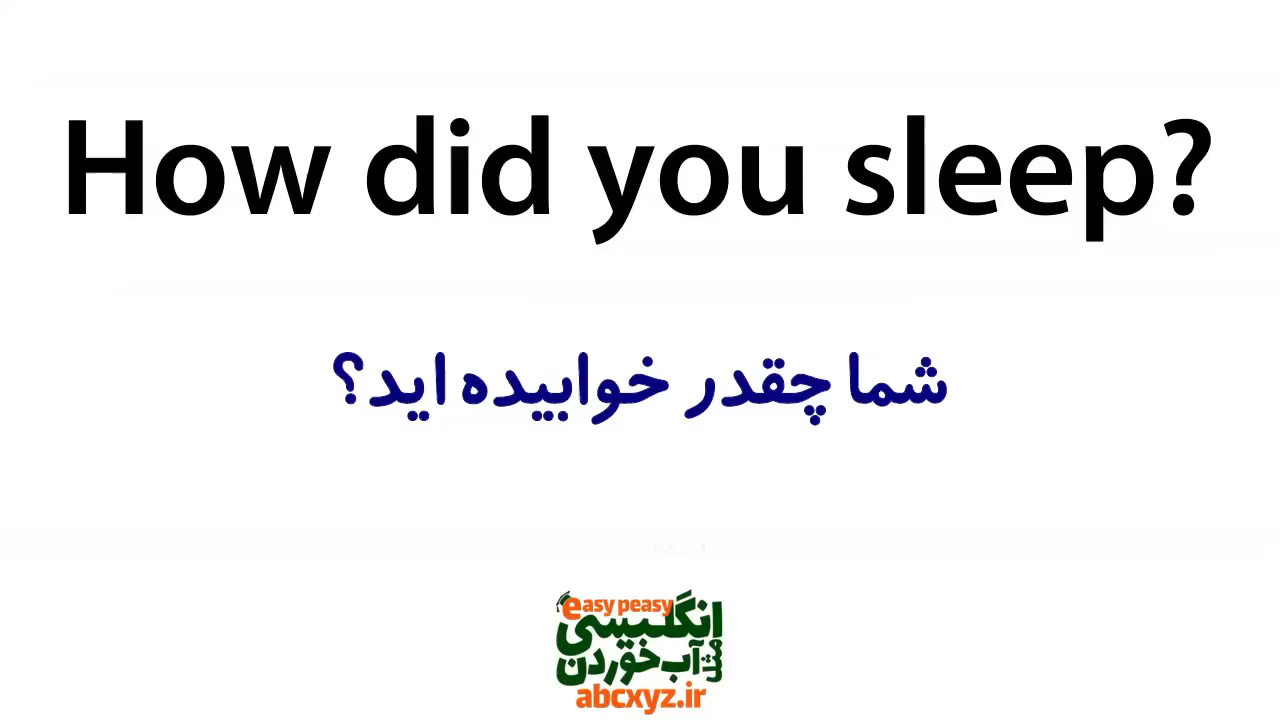 How did you sleep?
شما چقدر خوابیده اید؟
easy peasy
انگلیسی
مثل آب خوردن
abcxyz.ir